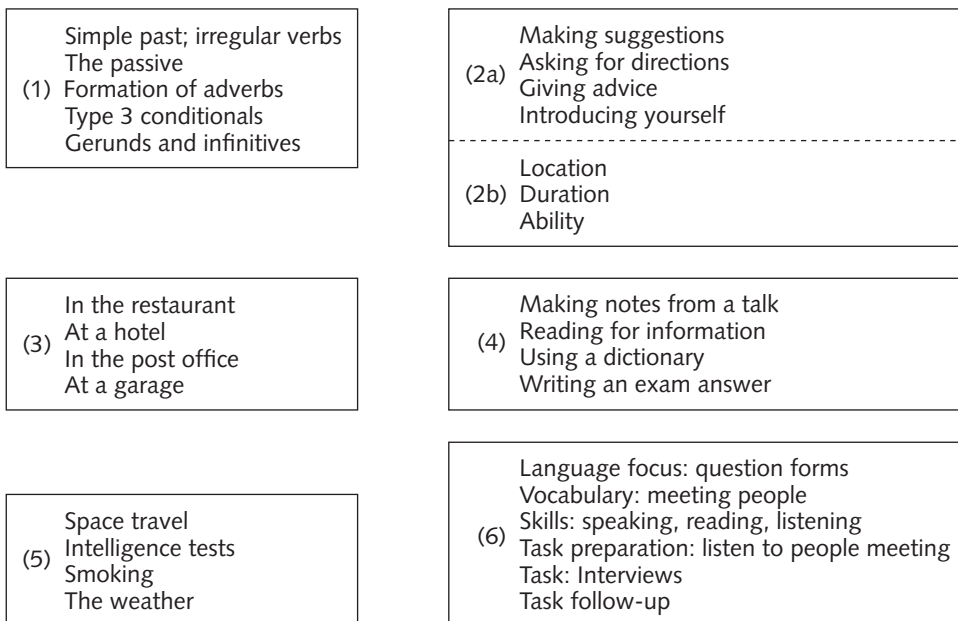 Simple past; irregular verbs
The passive
(1) Formation of adverbs
Type 3 conditionals
Gerunds and infinitives
Making suggestions
Asking for directions
(2a) Giving advice
Introducing yourself
Location
(2b) Duration
Ability
In the restaurant
At a hotel
(3) In the post office
At a garage
Making notes from a talk
Reading for information
(4) Using a dictionary
Writing an exam answer
Space travel
(5) Intelligence tests
Smoking
The weather
Language focus: question forms
Vocabulary: meeting people
Skills: speaking, reading, listening
(6) Task preparation: listen to people meeting
Task: Interviews
Task follow-up